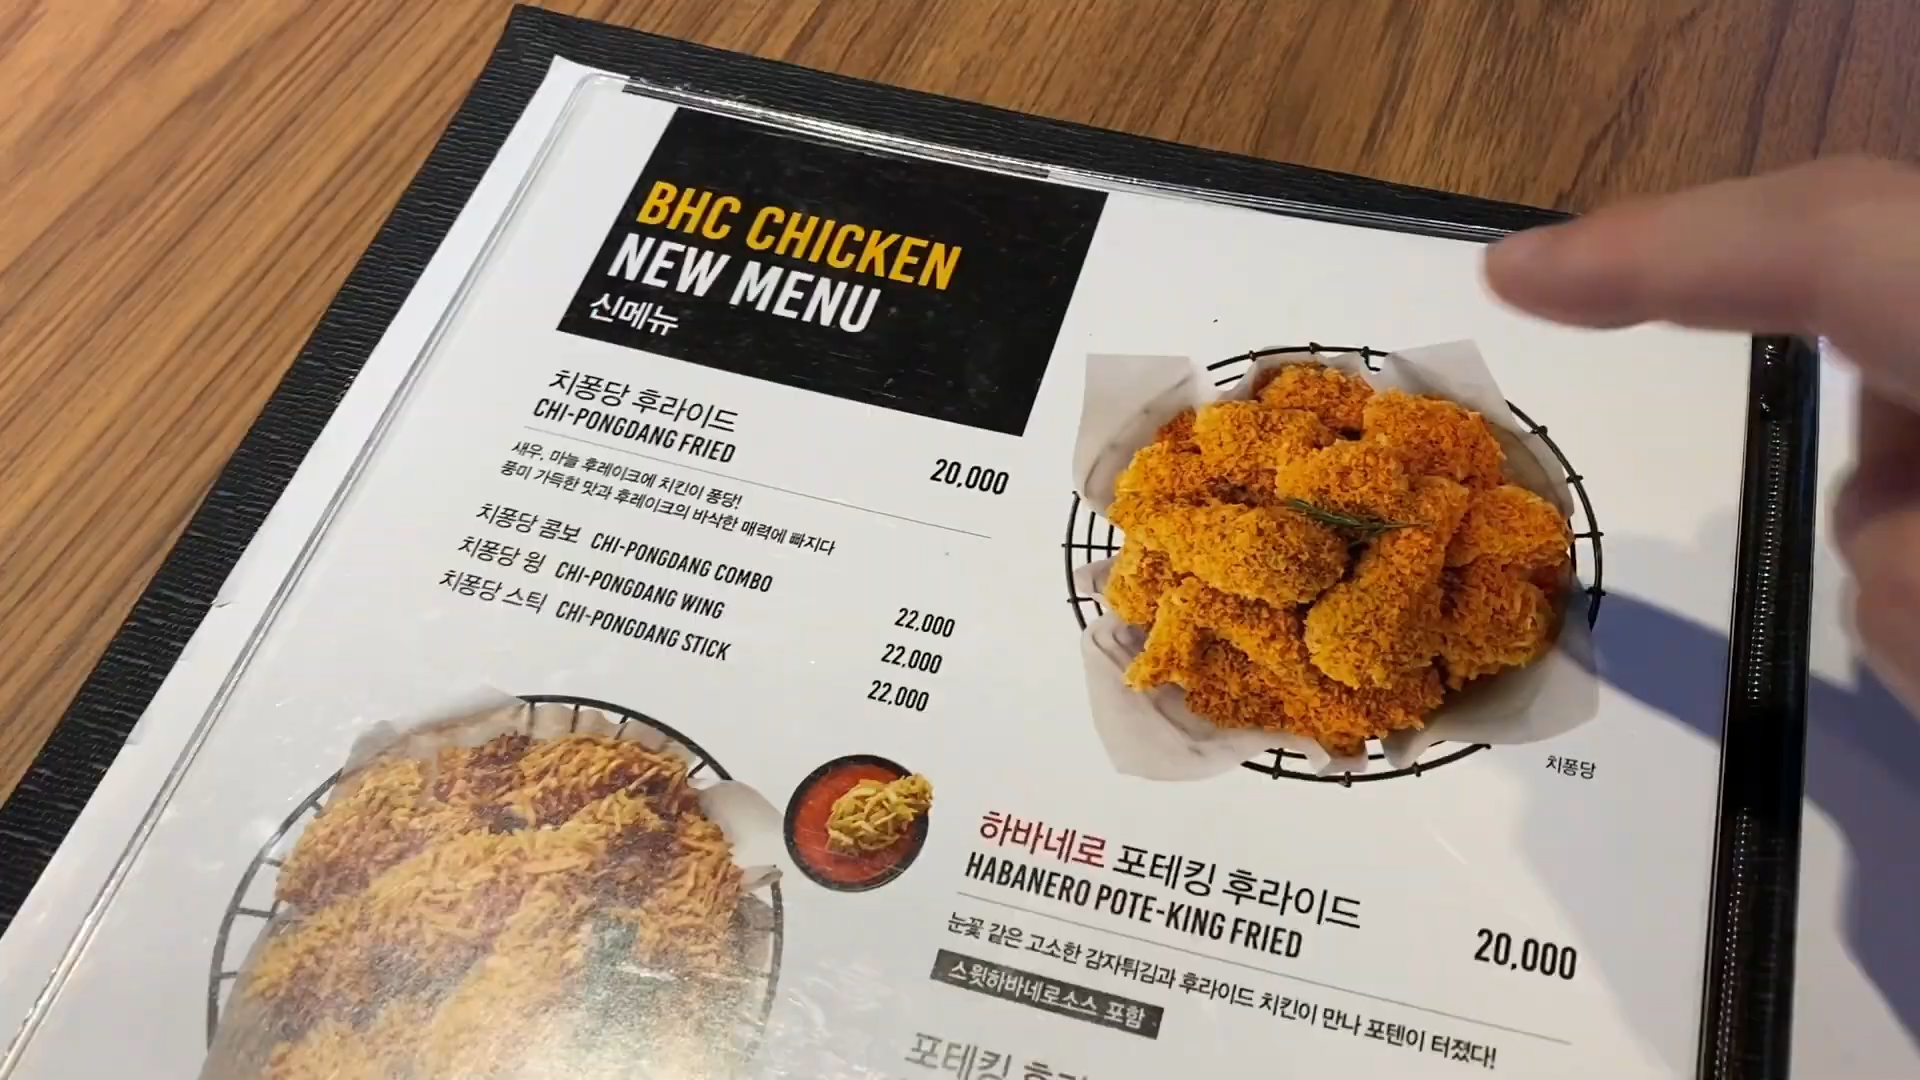 BHC CHICKEN
NEW MENU
신메뉴
치퐁당 후라이드
CHI-PONGDANG FRIED
20,000
새우, 마늘 후레이크에 치킨이 퐁당!
풍미 가득한 맛과 후레이크의 바삭한 매력에 빠지다
치퐁당 콤보 CHI-PONGDANG COMBO 22,000
치퐁당 윙 CHI-PONGDANG WING 22,000
치퐁당 스틱 CHI-PONGDANG STICK 22,000
치퐁당
하바네로 포테킹 후라이드
HABANERO POTE-KING FRIED
20,000
눈꽃 같은 고소한 감자튀김과 후라이드 치킨이 만나 포텐이 터졌다!
스윗하바네로소스 포함
포테킹